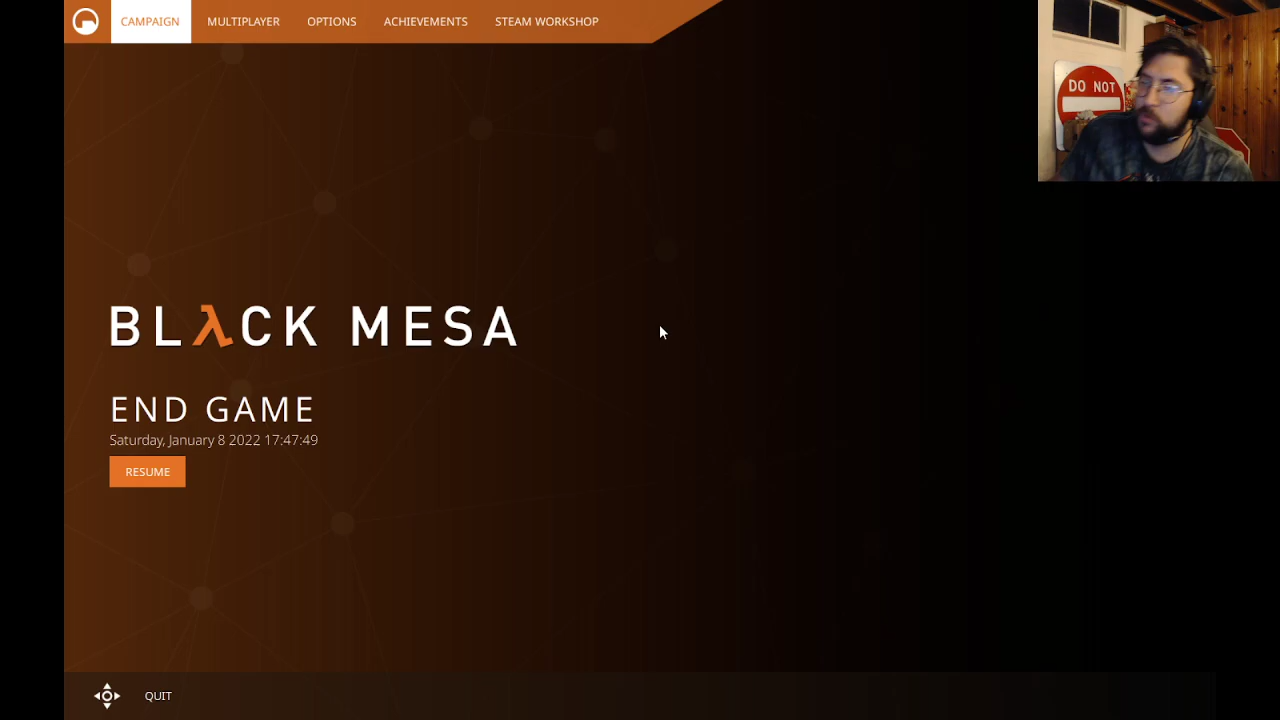 CAMPAIGN MULTIPLAYER OPTIONS ACHIEVEMENTS STEAM WORKSHOP
DO NOT
BLλCK MESA
END GAME
Saturday, January 8 2022 17:47:49
RESUME
QUIT